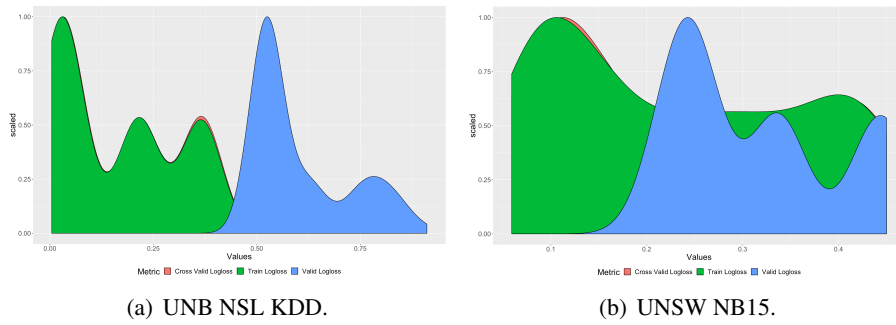 1.00
0.75
0.50
0.25
0.00
scaled
0.00 0.25 0.50 0.75
Values
Metric Cross Valid Logloss Train Logloss Valid Logloss
(a) UNB NSL KDD.
1.00
0.75
0.50
0.25
0.00
scaled
0.1 0.2 0.3 0.4
Values
Metric Cross Valid Logloss Train Logloss Valid Logloss
(b) UNSW NB15.